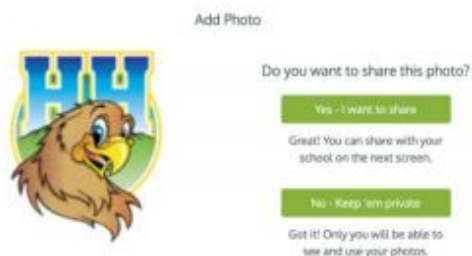 Add Photo
HH
Do you want to share this photo?
Yes - I want to share
Great! You can share with your
school on the next screen.
No - Keep 'em private
Got it! Only you will be able to
see and use your photos.